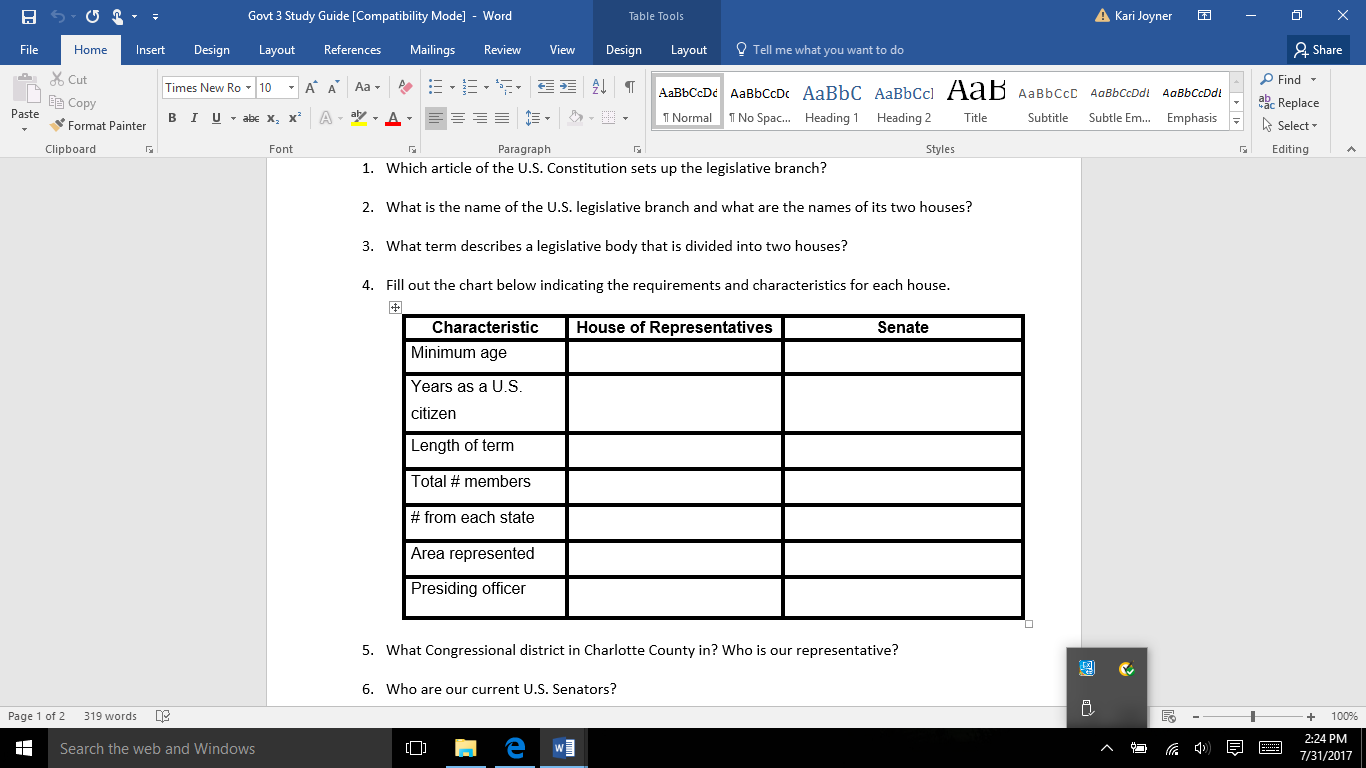 Govt 3 Study Guide [Compatibility Mode] - Word
Table Tools
Kari Joyner
File Home Insert Design Layout References Mailings Review View Design Layout Tell me what you want to do Share
Paste
Cut
Copy
Format Painter
Clipboard
Times New Ro 10 Aa
B I U abc x₂ x² A A
Font
Paragraph
AaBbCcDd AaBbCcDc AaBbC AaBbCcl AaB AaBbCcD AaBbCcDdl AaBbCcDdl
¶ Normal ¶ No Spac... Heading 1 Heading 2 Title Subtitle Subtle Em... Emphasis
Styles
Find
Replace
Select
Editing
1. Which article of the U.S. Constitution sets up the legislative branch?
2. What is the name of the U.S. legislative branch and what are the names of its two houses?
3. What term describes a legislative body that is divided into two houses?
4. Fill out the chart below indicating the requirements and characteristics for each house.
Characteristic House of Representatives Senate
Minimum age
Years as a U.S.
citizen
Length of term
Total # members
# from each state
Area represented
Presiding officer
5. What Congressional district in Charlotte County in? Who is our representative?
6. Who are our current U.S. Senators?
Page 1 of 2 319 words 100%
Search the web and Windows
2:24 PM
7/31/2017